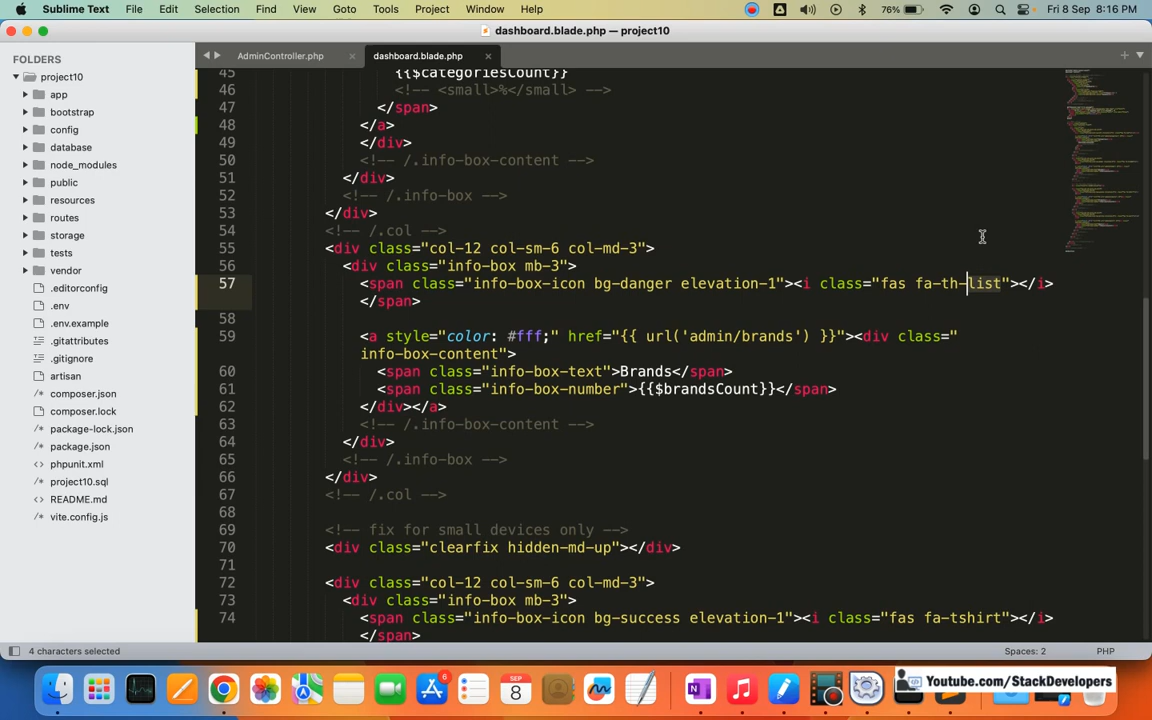 Sublime Text File Edit Selection Find View Goto Tools Project Window Help 76% Fri 8 Sep 8:16 PM
dashboard.blade.php — project10
FOLDERS
project10
app
bootstrap
config
database
node_modules
public
resources
routes
storage
tests
vendor
.editorconfig
.env
.env.example
.gitattributes
.gitignore
artisan
composer.json
composer.lock
package-lock.json
package.json
phpunit.xml
project10.sql
README.md
vite.config.js
AdminController.php dashboard.blade.php
45 {{$categoriesCount}}
46 <!-- <small>%</small> -->
47 </span>
48 </a>
49 </div>
50 <!-- /.info-box-content -->
51 </div>
52 <!-- /.info-box -->
53 </div>
54 <!-- /.col -->
55 <div class="col-12 col-sm-6 col-md-3">
56 <div class="info-box mb-3">
57 <span class="info-box-icon bg-danger elevation-1"><i class="fas fa-th-list"></i>
</span>
58
59 <a style="color: #fff;" href="{{ url('admin/brands') }}"><div class="
info-box-content">
60 <span class="info-box-text">Brands</span>
61 <span class="info-box-number">{{$brandsCount}}</span>
62 </div></a>
63 <!-- /.info-box-content -->
64 </div>
65 <!-- /.info-box -->
66 </div>
67 <!-- /.col -->
68
69 <!-- fix for small devices only -->
70 <div class="clearfix hidden-md-up"></div>
71
72 <div class="col-12 col-sm-6 col-md-3">
73 <div class="info-box mb-3">
74 <span class="info-box-icon bg-success elevation-1"><i class="fas fa-tshirt"></i>
</span>
4 characters selected Spaces: 2 PHP
SEP
8
6
Youtube.com/StackDevelopers